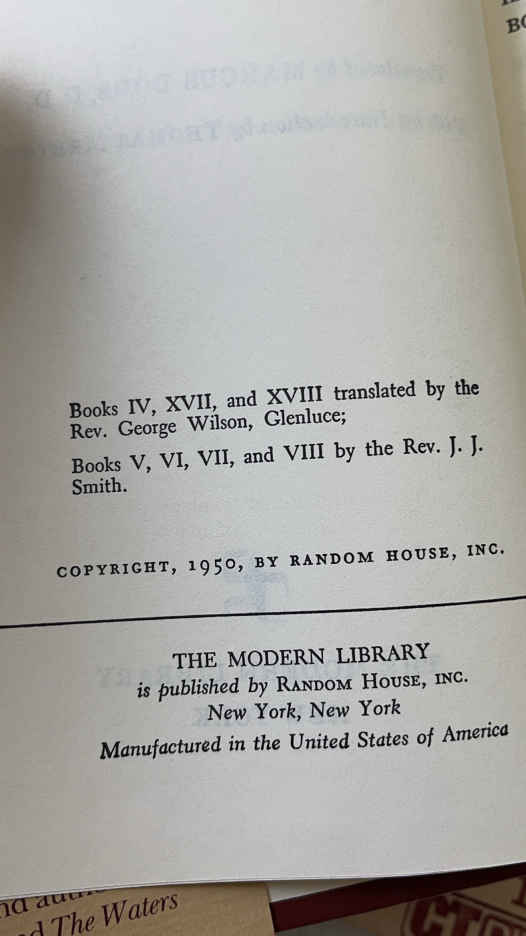 BO
Books IV, XVII, and XVIII translated by the
Rev. George Wilson, Glenluce;
Books V, VI, VII, and VIII by the Rev. J. J.
Smith.
COPYRIGHT, 1950, BY RANDOM HOUSE, INC.
THE MODERN LIBRARY
is published by RANDOM HOUSE, INC.
New York, New York
Manufactured in the United States of America
The Waters